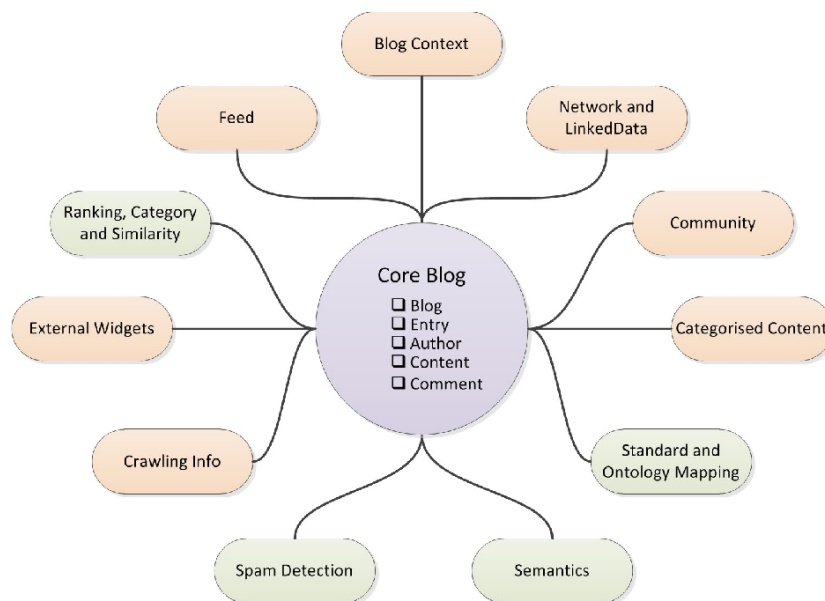 Blog Context
Feed
Network and
LinkedData
Ranking, Category
and Similarity
Community
Core Blog
Blog
Entry
Author
Content
Comment
External Widgets
Categorised Content
Crawling Info
Standard and
Ontology Mapping
Spam Detection
Semantics